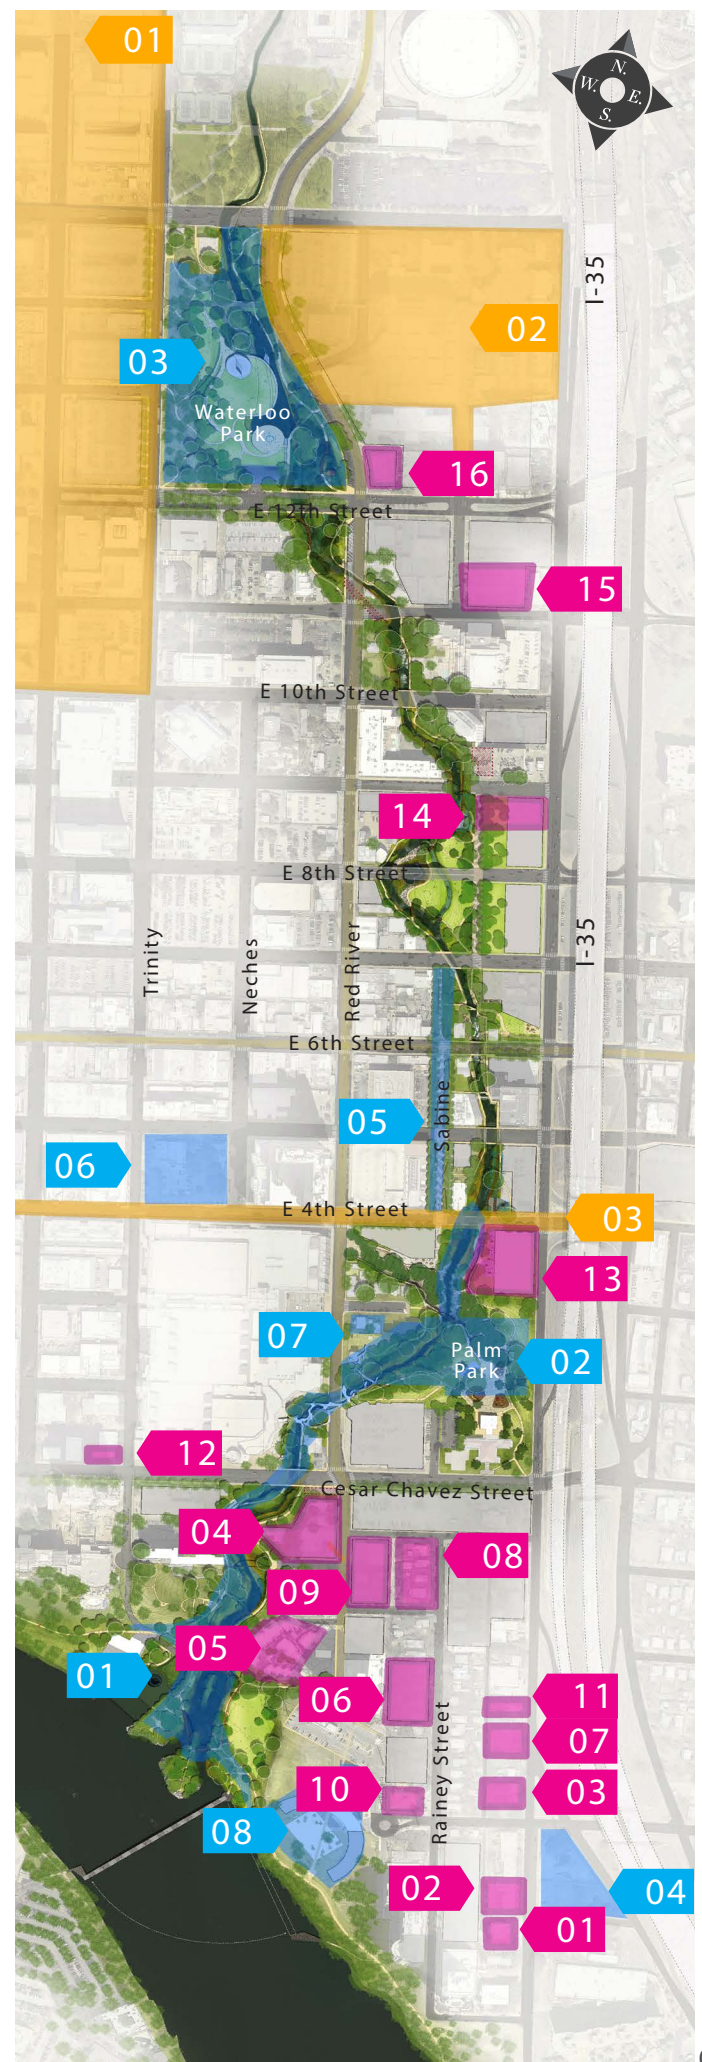 01
N.
W.
E.
S.
I-35
02
03
Waterloo
Park
16
E 12th Street
15
E 10th Street
14
E 8th Street
I-35
Trinity
Neches
Red River
E 6th Street
05
Sabine
06
E 4th Street
03
13
07
Palm
Park
02
12
Cesar Chavez Street
04
08
09
05
01
06
11
07
Rainey Street
10
03
08
02
04
01